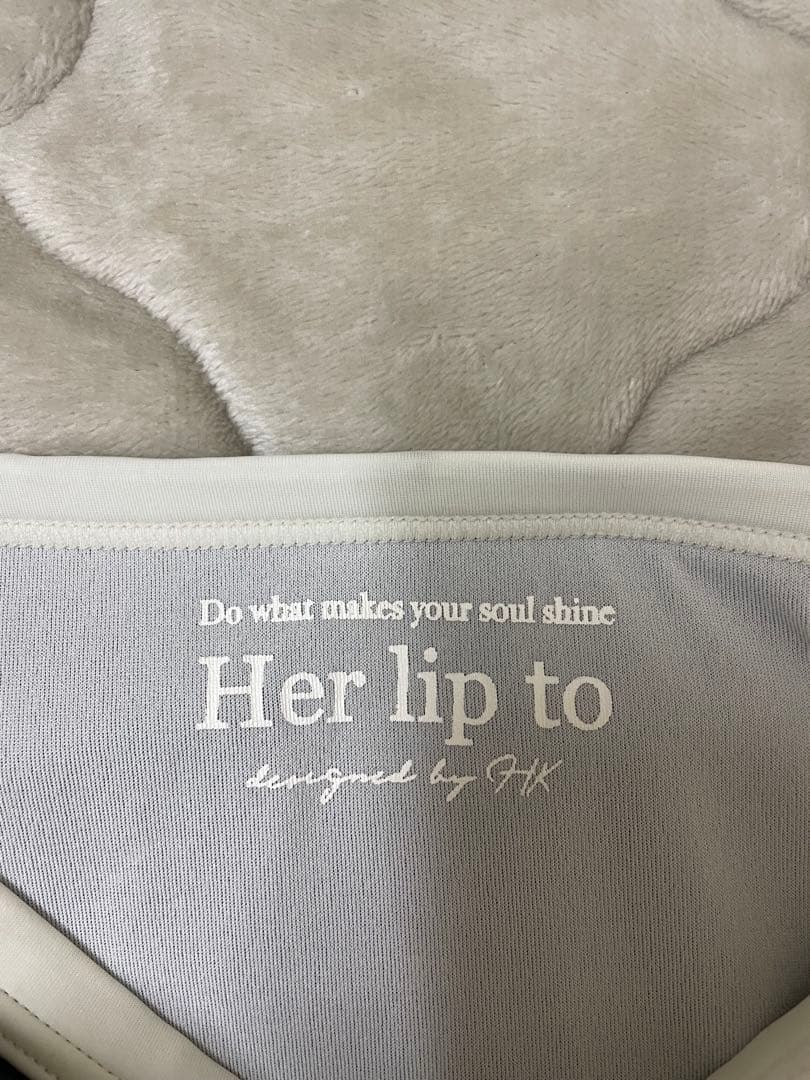 Do what makes your soul shine
Her lip to
designed by HK